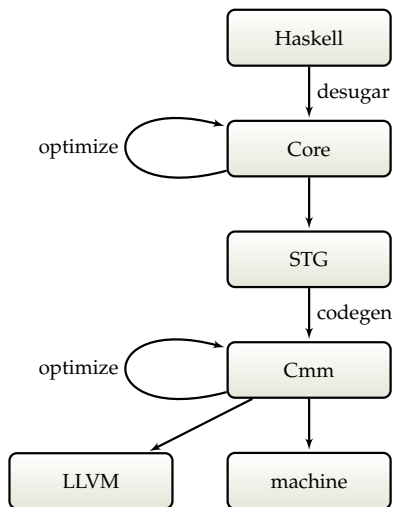 Haskell
desugar
optimize
Core
STG
codegen
optimize
Cmm
LLVM
machine